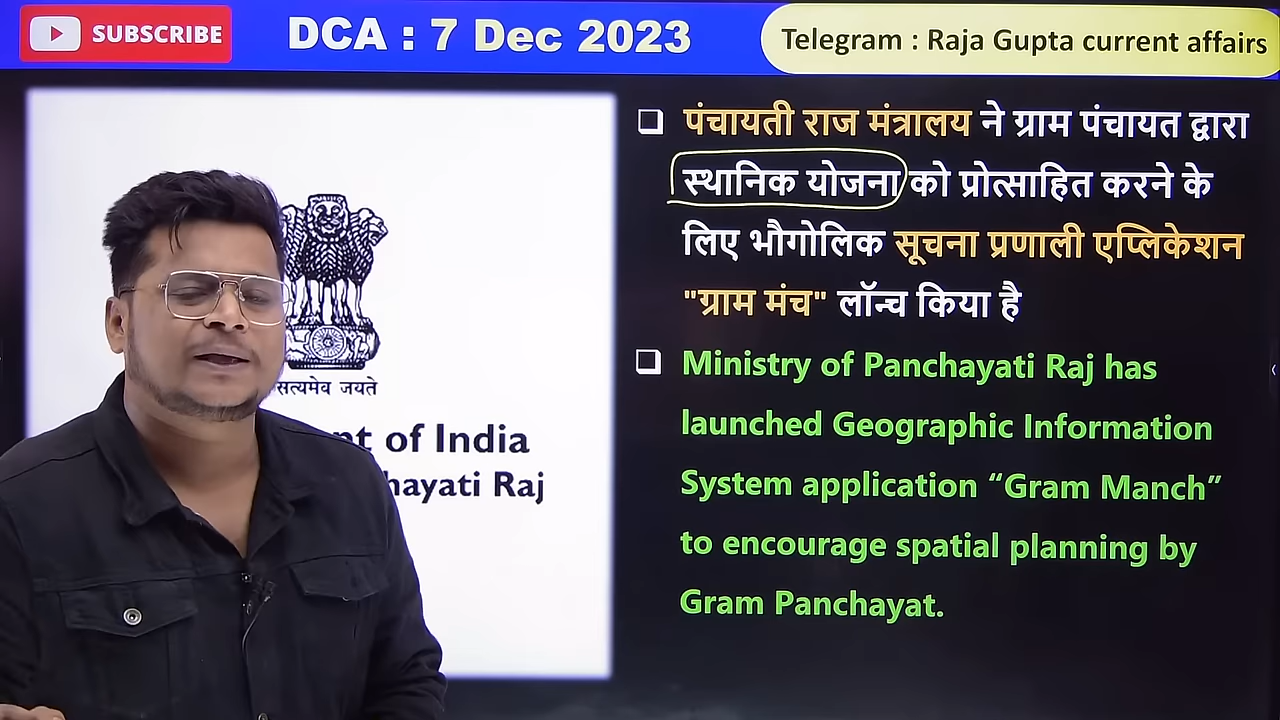 SUBSCRIBE
DCA : 7 Dec 2023
Telegram : Raja Gupta current affairs
पंचायती राज मंत्रालय ने ग्राम पंचायत द्वारा
स्थानिक योजना को प्रोत्साहित करने के
लिए भौगोलिक सूचना प्रणाली एप्लिकेशन
"ग्राम मंच" लॉन्च किया है
Ministry of Panchayati Raj has
launched Geographic Information
System application “Gram Manch”
to encourage spatial planning by
Gram Panchayat.
सत्यमेव जयते
of India
Raj